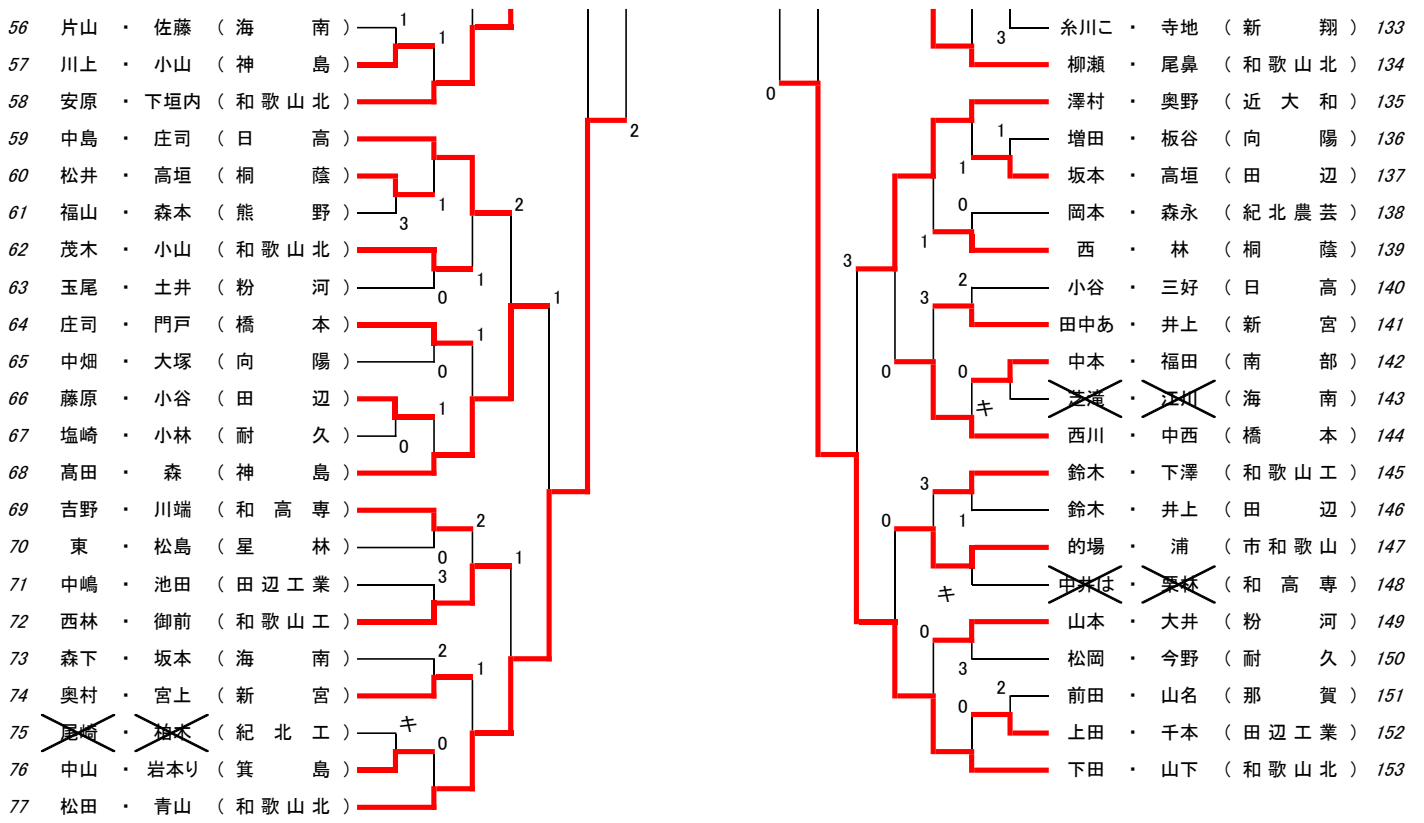 56 片山 ・ 佐藤 （ 海 南 ）
57 川上 ・ 小山 （ 神 島 ）
58 安原 ・ 下垣内 （ 和歌山北 ）
59 中島 ・ 庄司 （ 日 高 ）
60 松井 ・ 高垣 （ 桐 蔭 ）
61 福山 ・ 森本 （ 熊 野 ）
62 茂木 ・ 小山 （ 和歌山北 ）
63 玉尾 ・ 土井 （ 粉 河 ）
64 庄司 ・ 門戸 （ 橋 本 ）
65 中畑 ・ 大塚 （ 向 陽 ）
66 藤原 ・ 小谷 （ 田 辺 ）
67 塩崎 ・ 小林 （ 耐 久 ）
68 髙田 ・ 森 （ 神 島 ）
69 吉野 ・ 川端 （ 和 高 専 ）
70 東 ・ 松島 （ 星 林 ）
71 中嶋 ・ 池田 （ 田辺工業 ）
72 西林 ・ 御前 （ 和歌山工 ）
73 森下 ・ 坂本 （ 海 南 ）
74 奥村 ・ 宮上 （ 新 宮 ）
75 尾崎 ・ 柏木 （ 紀 北 工 ）
76 中山 ・ 岩本り （ 箕 島 ）
77 松田 ・ 青山 （ 和歌山北 ）
1
1
1
3
1
0
1
0
1
0
2
2
1
2
0
3
1
2
1
キ
0
0
3
1
1
0
1
3
2
3
0
0
キ
3
1
0
キ
0
3
2
0
糸川こ ・ 寺地 （ 新 翔 ） 133
柳瀬 ・ 尾鼻 （ 和歌山北 ） 134
澤村 ・ 奥野 （ 近 大 和 ） 135
増田 ・ 板谷 （ 向 陽 ） 136
坂本 ・ 高垣 （ 田 辺 ） 137
岡本 ・ 森永 （ 紀北農芸 ） 138
西 ・ 林 （ 桐 蔭 ） 139
小谷 ・ 三好 （ 日 高 ） 140
田中あ ・ 井上 （ 新 宮 ） 141
中本 ・ 福田 （ 南 部 ） 142
芝滝 ・ 江川 （ 海 南 ） 143
西川 ・ 中西 （ 橋 本 ） 144
鈴木 ・ 下澤 （ 和歌山工 ） 145
鈴木 ・ 井上 （ 田 辺 ） 146
的場 ・ 浦 （ 市和歌山 ） 147
中井は ・ 栗林 （ 和 高 専 ） 148
山本 ・ 大井 （ 粉 河 ） 149
松岡 ・ 今野 （ 耐 久 ） 150
前田 ・ 山名 （ 那 賀 ） 151
上田 ・ 千本 （ 田辺工業 ） 152
下田 ・ 山下 （ 和歌山北 ） 153